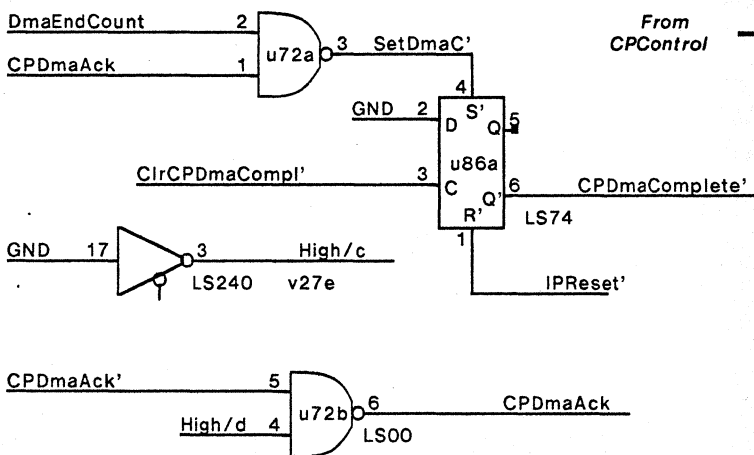 DmaEndCount 2
u72a
3 SetDmaC'
From
CPControl
CPDmaAck 1
4
GND 2
S'
D
Q 5
u86a
ClrCPDmaCompl' 3
C
Q'
6 CPDmaComplete'
R'
LS74
1
GND 17
3 High/c
LS240 v27e
IPReset'
CPDmaAck' 5
u72b
6 CPDmaAck
High/d 4
LS00